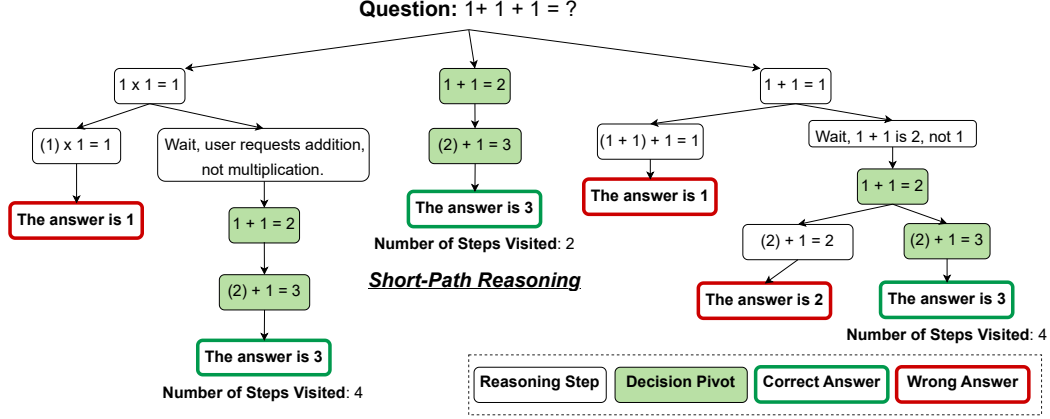 Question: 1+ 1 + 1 = ?
1 x 1 = 1
1 + 1 = 2
1 + 1 = 1
(1) x 1 = 1
Wait, user requests addition,
not multiplication.
(2) + 1 = 3
(1 + 1) + 1 = 1
Wait, 1 + 1 is 2, not 1
The answer is 1
1 + 1 = 2
(2) + 1 = 3
The answer is 3
Number of Steps Visited: 4
The answer is 3
Number of Steps Visited: 2
Short-Path Reasoning
The answer is 1
1 + 1 = 2
(2) + 1 = 2
(2) + 1 = 3
The answer is 2
The answer is 3
Number of Steps Visited: 4
Reasoning Step
Decision Pivot
Correct Answer
Wrong Answer